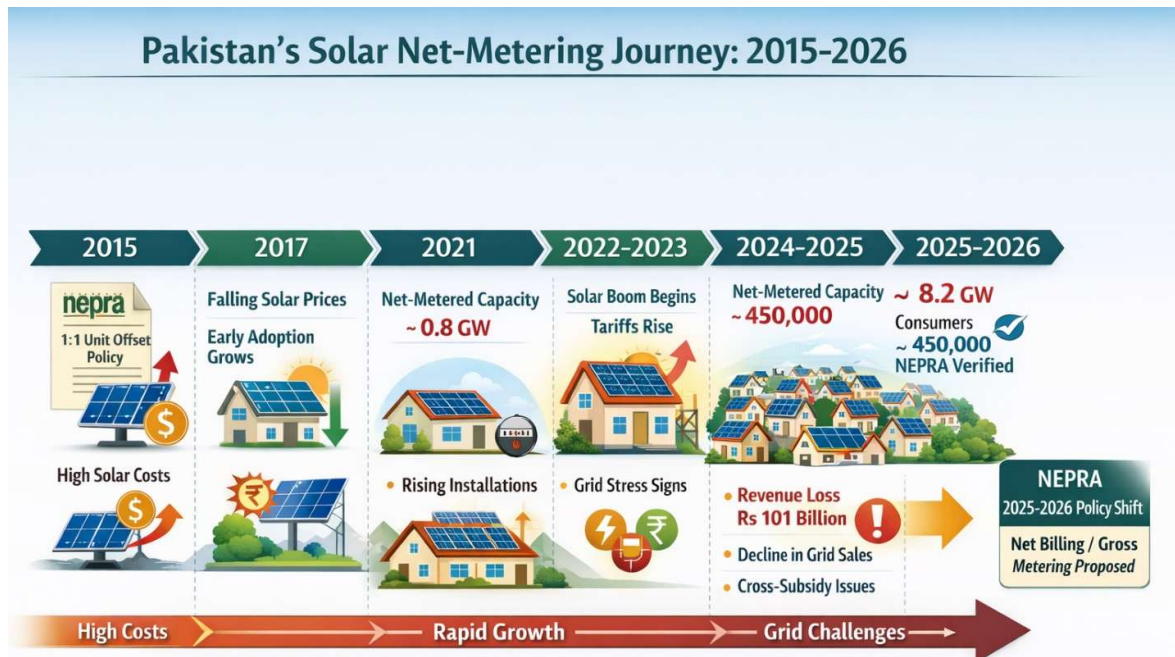 Pakistan's Solar Net-Metering Journey: 2015-2026
2015
2017
2021
2022-2023
2024-2025
2025-2026
nepra
1:1 Unit Offset
Policy
$
High Solar Costs
$
Falling Solar Prices
Early Adoption
Grows
₹
Net-Metered Capacity
~ 0.8 GW
• Rising Installations
Solar Boom Begins
Tariffs Rise
• Grid Stress Signs
₹
Net-Metered Capacity
~ 450,000
• Revenue Loss
Rs 101 Billion
!
• Decline in Grid Sales
• Cross-Subsidy Issues
~ 8.2 GW
Consumers
~ 450,000
NEPRA Verified
NEPRA
2025-2026 Policy Shift
Net Billing / Gross
Metering Proposed
High Costs
Rapid Growth
Grid Challenges